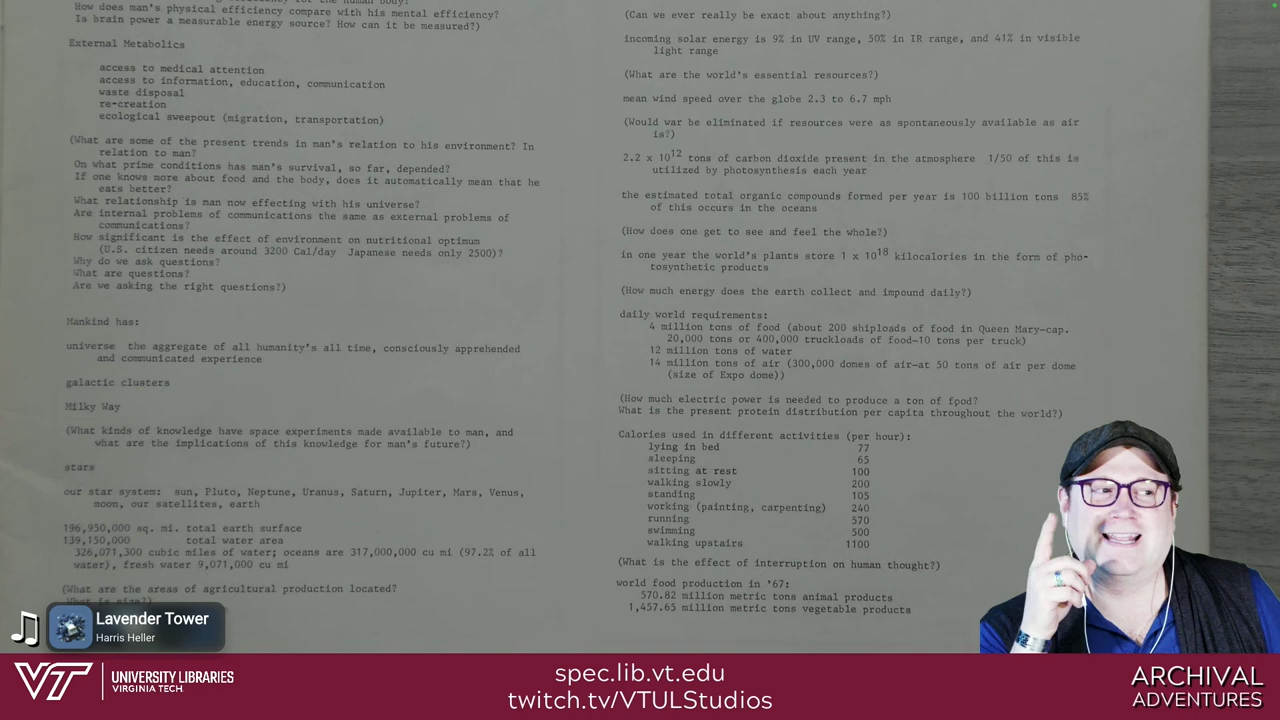 How does man's physical efficiency compare with his mental efficiency?
Is brain power a measurable energy source? How can it be measured?)
External Metabolics
access to medical attention
access to information, education, communication
waste disposal
re-creation
ecological sweepout (migration, transportation)
(What are some of the present trends in man's relation to his environment? In
relation to man?
On what prime conditions has man's survival, so far, depended?
If one knows more about food and the body, does it automatically mean that he
eats better?
What relationship is man now effecting with his universe?
Are internal problems of communications the same as external problems of
communications?
How significant is the effect of environment on nutritional optimum
(U.S. citizen needs around 3200 Cal/day Japanese needs only 2500)?
Why do we ask questions?
What are questions?
Are we asking the right questions?)
Mankind has:
universe the aggregate of all humanity's all time, consciously apprehended
and communicated experience
galactic clusters
Milky Way
(What kinds of knowledge have space experiments made available to man, and
what are the implications of this knowledge for man's future?)
stars
our star system: sun, Pluto, Neptune, Uranus, Saturn, Jupiter, Mars, Venus,
moon, our satellites, earth
196,950,000 sq. mi. total earth surface
139,150,000 total water area
326,071,300 cubic miles of water; oceans are 317,000,000 cu mi (97.2% of all
water), fresh water 9,071,000 cu mi
(What are the areas of agricultural production located?
(Can we ever really be exact about anything?)
incoming solar energy is 9% in UV range, 50% in IR range, and 41% in visible
light range
(What are the world's essential resources?)
mean wind speed over the globe 2.3 to 6.7 mph
(Would war be eliminated if resources were as spontaneously available as air
is?)
2.2 x 10¹² tons of carbon dioxide present in the atmosphere 1/50 of this is
utilized by photosynthesis each year
the estimated total organic compounds formed per year is 100 billion tons 85%
of this occurs in the oceans
(How does one get to see and feel the whole?)
in one year the world's plants store 1 x 10¹⁸ kilocalories in the form of pho-
tosynthetic products
(How much energy does the earth collect and impound daily?)
daily world requirements:
4 million tons of food (about 200 shiploads of food in Queen Mary-cap.
20,000 tons or 400,000 truckloads of food-10 tons per truck)
12 million tons of water
14 million tons of air (300,000 domes of air-at 50 tons of air per dome
(size of Expo dome))
(How much electric power is needed to produce a ton of food?
What is the present protein distribution per capita throughout the world?)
Calories used in different activities (per hour):
lying in bed 77
sleeping 65
sitting at rest 100
walking slowly 200
standing 105
working (painting, carpenting) 240
running 570
swimming 500
walking upstairs 1100
(What is the effect of interruption on human thought?)
world food production in '67:
570.82 million metric tons animal products
1,457.65 million metric tons vegetable products
Lavender Tower
Harris Heller
VT UNIVERSITY LIBRARIES
VIRGINIA TECH.
spec.lib.vt.edu
twitch.tv/VTULStudios
ARCHIVAL
ADVENTURES